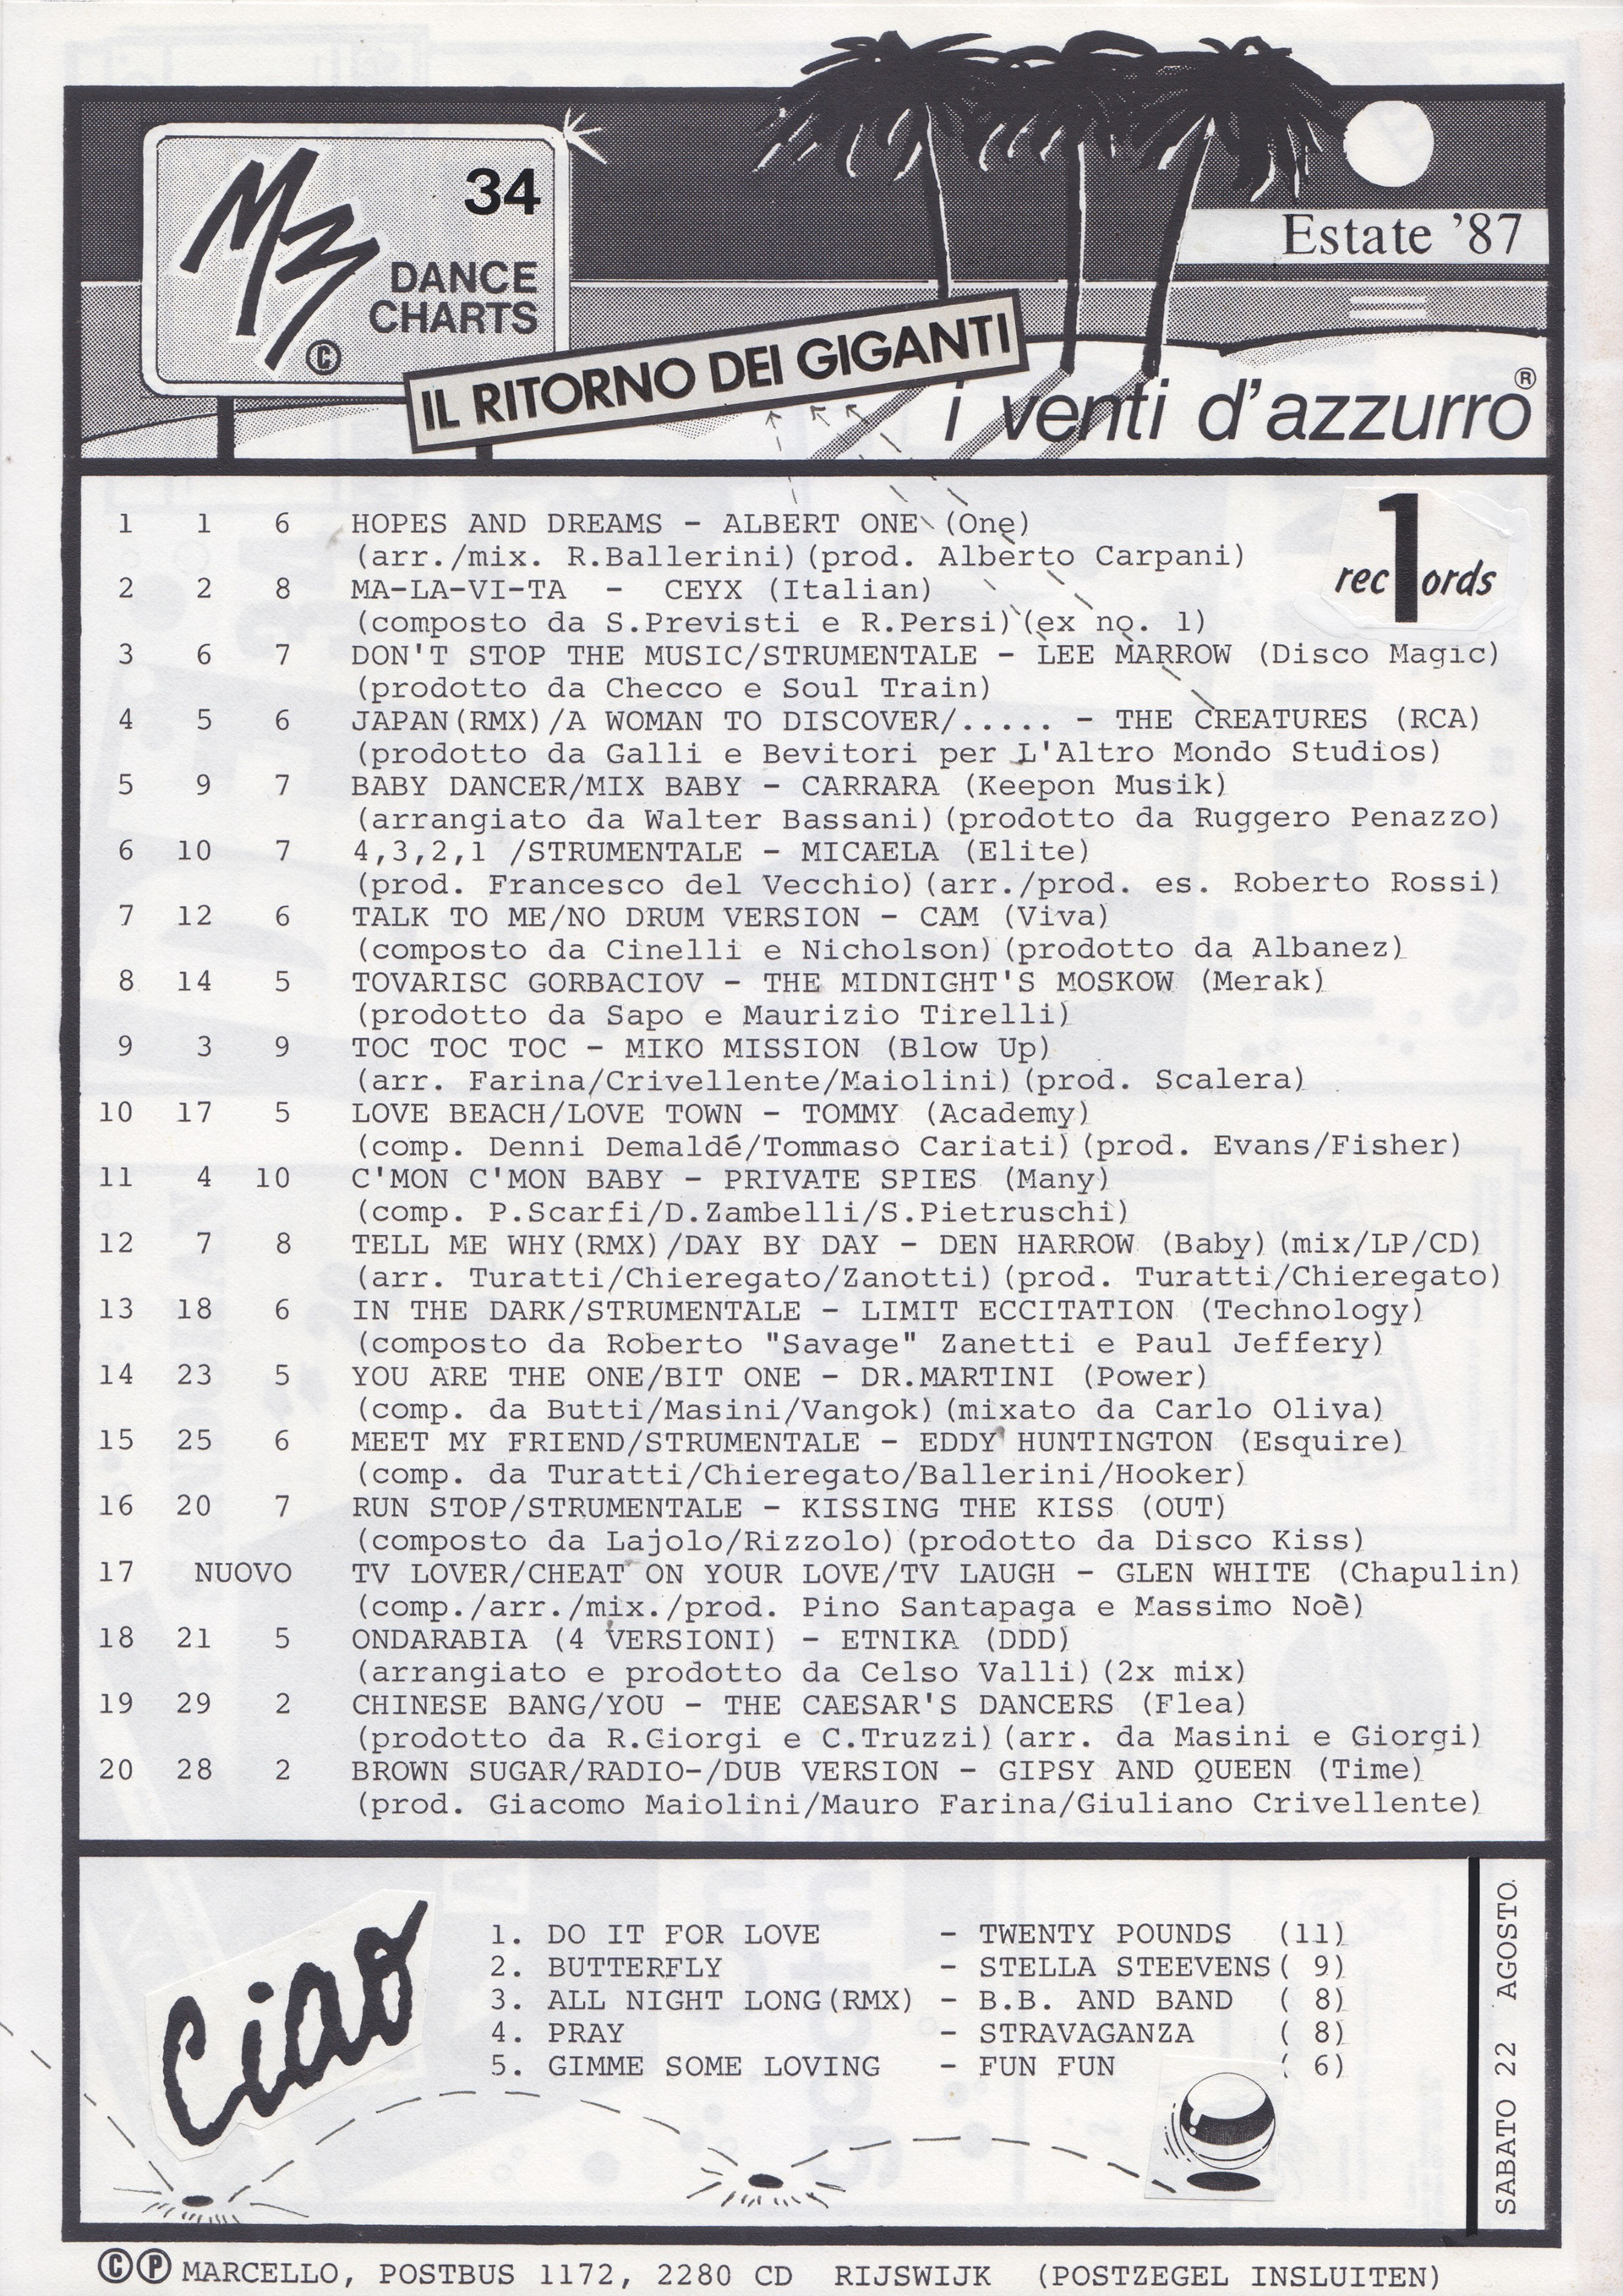 M3
34
DANCE
CHARTS
©
Estate '87
IL RITORNO DEI GIGANTI
i venti d'azzurro ®
1
rec ords
1 1 6 HOPES AND DREAMS - ALBERT ONE (One)
(arr./mix. R.Ballerini)(prod. Alberto Carpani)
2 2 8 MA-LA-VI-TA - CEYX (Italian)
(composto da S.Previsti e R.Persi)(ex no. 1)
3 6 7 DON'T STOP THE MUSIC/STRUMENTALE - LEE MARROW (Disco Magic)
(prodotto da Checco e Soul Train)
4 5 6 JAPAN(RMX)/A WOMAN TO DISCOVER/..... - THE CREATURES (RCA)
(prodotto da Galli e Bevitori per L'Altro Mondo Studios)
5 9 7 BABY DANCER/MIX BABY - CARRARA (Keepon Musik)
(arrangiato da Walter Bassani)(prodotto da Ruggero Penazzo)
6 10 7 4,3,2,1 /STRUMENTALE - MICAELA (Elite)
(prod. Francesco del Vecchio)(arr./prod. es. Roberto Rossi)
7 12 6 TALK TO ME/NO DRUM VERSION - CAM (Viva)
(composto da Cinelli e Nicholson)(prodotto da Albanez)
8 14 5 TOVARISC GORBACIOV - THE MIDNIGHT'S MOSKOW (Merak)
(prodotto da Sapo e Maurizio Tirelli)
9 3 9 TOC TOC TOC - MIKO MISSION (Blow Up)
(arr. Farina/Crivellente/Maiolini)(prod. Scalera)
10 17 5 LOVE BEACH/LOVE TOWN - TOMMY (Academy)
(comp. Denni Demaldé/Tommaso Cariati)(prod. Evans/Fisher)
11 4 10 C'MON C'MON BABY - PRIVATE SPIES (Many)
(comp. P.Scarfi/D.Zambelli/S.Pietruschi)
12 7 8 TELL ME WHY(RMX)/DAY BY DAY - DEN HARROW (Baby)(mix/LP/CD)
(arr. Turatti/Chieregato/Zanotti)(prod. Turatti/Chieregato)
13 18 6 IN THE DARK/STRUMENTALE - LIMIT ECCITATION (Technology)
(composto da Roberto "Savage" Zanetti e Paul Jeffery)
14 23 5 YOU ARE THE ONE/BIT ONE - DR.MARTINI (Power)
(comp. da Butti/Masini/Vangok)(mixato da Carlo Oliva)
15 25 6 MEET MY FRIEND/STRUMENTALE - EDDY HUNTINGTON (Esquire)
(comp. da Turatti/Chieregato/Ballerini/Hooker)
16 20 7 RUN STOP/STRUMENTALE - KISSING THE KISS (OUT)
(composto da Lajolo/Rizzolo)(prodotto da Disco Kiss)
17 NUOVO TV LOVER/CHEAT ON YOUR LOVE/TV LAUGH - GLEN WHITE (Chapulin)
(comp./arr./mix./prod. Pino Santapaga e Massimo Noè)
18 21 5 ONDARABIA (4 VERSIONI) - ETNIKA (DDD)
(arrangiato e prodotto da Celso Valli)(2x mix)
19 29 2 CHINESE BANG/YOU - THE CAESAR'S DANCERS (Flea)
(prodotto da R.Giorgi e C.Truzzi)(arr. da Masini e Giorgi)
20 28 2 BROWN SUGAR/RADIO-/DUB VERSION - GIPSY AND QUEEN (Time)
(prod. Giacomo Maiolini/Mauro Farina/Giuliano Crivellente)
Ciao
1. DO IT FOR LOVE - TWENTY POUNDS (11)
2. BUTTERFLY - STELLA STEEVENS( 9)
3. ALL NIGHT LONG(RMX) - B.B. AND BAND ( 8)
4. PRAY - STRAVAGANZA ( 8)
5. GIMME SOME LOVING - FUN FUN ( 6)
SABATO 22 AGOSTO
©℗ MARCELLO, POSTBUS 1172, 2280 CD RIJSWIJK (POSTZEGEL INSLUITEN)